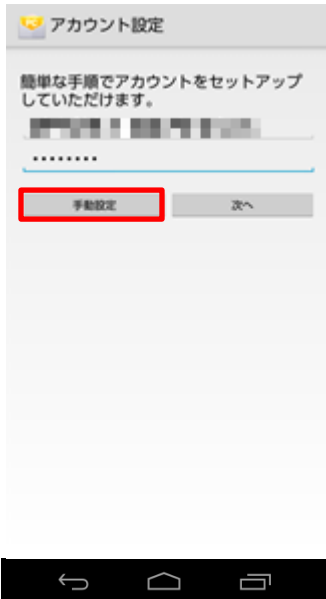 アカウント設定
簡単な手順でアカウントをセットアップ
していただけます。
••••••••
手動設定 次へ